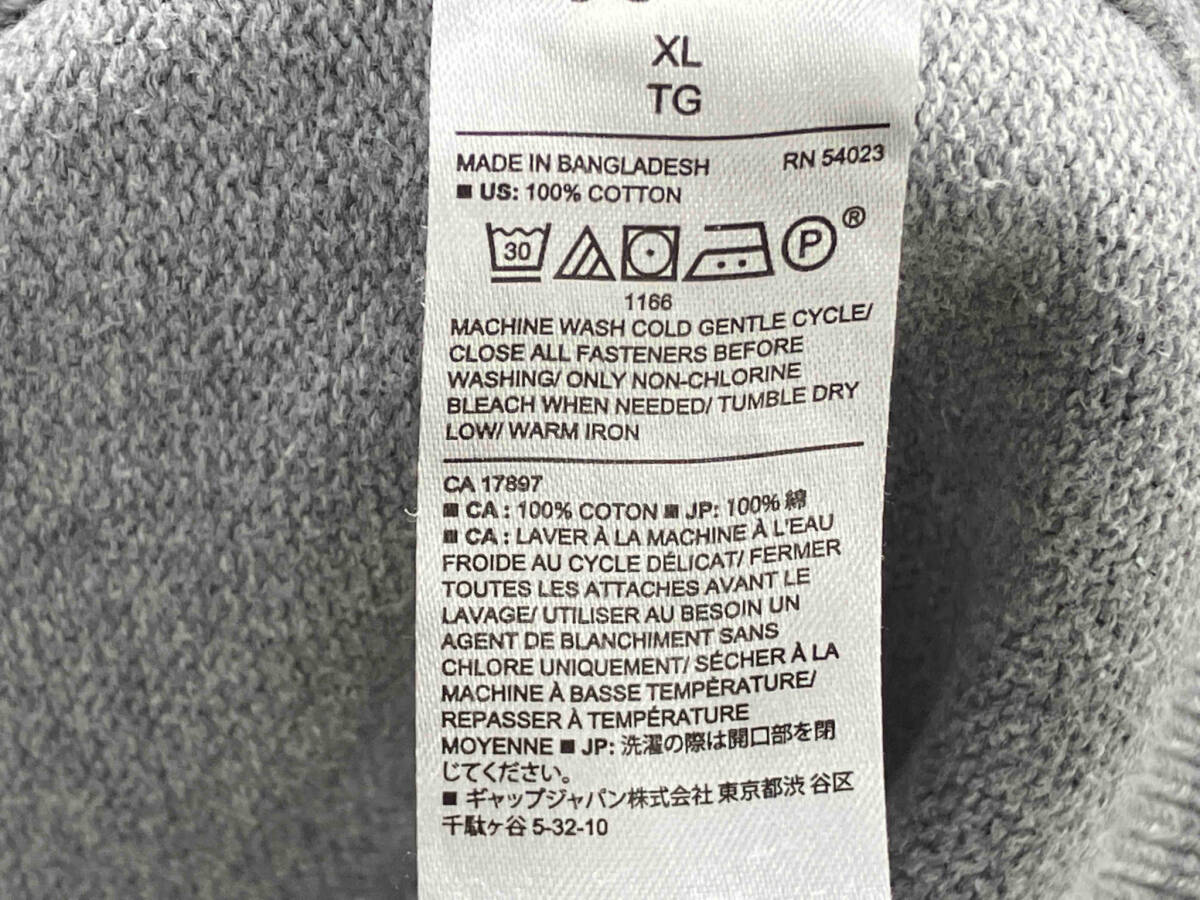 XL
TG
MADE IN BANGLADESH RN 54023
■ US: 100% COTTON
30 P ®
1166
MACHINE WASH COLD GENTLE CYCLE/
CLOSE ALL FASTENERS BEFORE
WASHING/ ONLY NON-CHLORINE
BLEACH WHEN NEEDED/ TUMBLE DRY
LOW/ WARM IRON
CA 17897
■ CA : 100% COTON ■ JP: 100% 綿
■ CA : LAVER À LA MACHINE À L'EAU
FROIDE AU CYCLE DÉLICAT/ FERMER
TOUTES LES ATTACHES AVANT LE
LAVAGE/ UTILISER AU BESOIN UN
AGENT DE BLANCHIMENT SANS
CHLORE UNIQUEMENT/ SÉCHER À LA
MACHINE À BASSE TEMPÉRATURE/
REPASSER À TEMPÉRATURE
MOYENNE ■ JP: 洗濯の際は開口部を閉
じてください。
■ ギャップジャパン株式会社 東京都渋 谷区
千駄ヶ谷 5-32-10